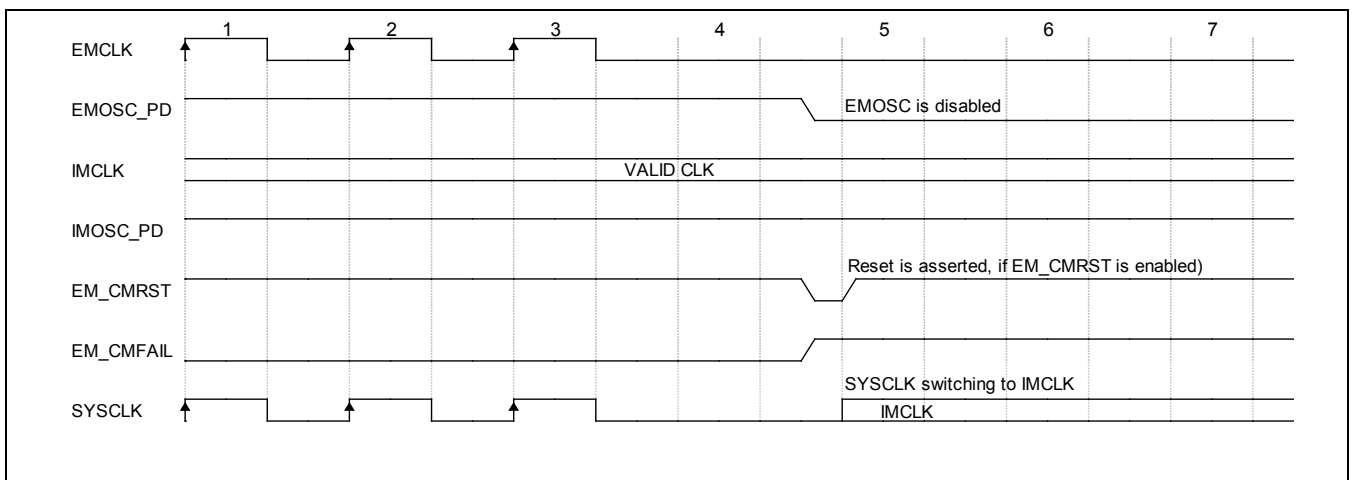 1 2 3 4 5 6 7
EMCLK
EMOSC_PD
EMOSC is disabled
IMCLK
VALID CLK
IMOSC_PD
Reset is asserted, if EM_CMRST is enabled)
EM_CMRST
EM_CMFAIL
SYSCLK switching to IMCLK
SYSCLK
IMCLK